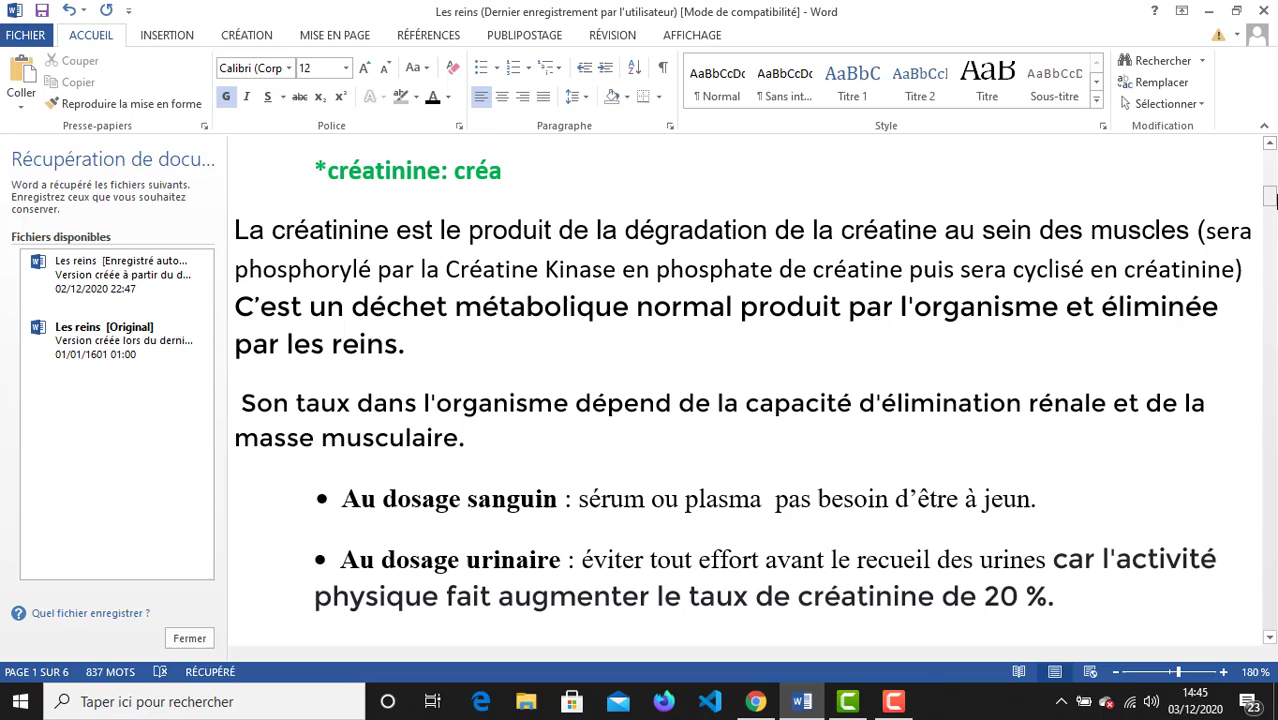 Les reins (Dernier enregistrement par l'utilisateur) [Mode de compatibilité] - Word
FICHIER ACCUEIL INSERTION CRÉATION MISE EN PAGE RÉFÉRENCES PUBLIPOSTAGE RÉVISION AFFICHAGE
Coller
Couper
Copier
Reproduire la mise en forme
Presse-papiers
Calibri (Corp 12
Police
Paragraphe
AaBbCcDc AaBbCcDc AaBbC AaBbCcl AaB AaBbCcD
¶ Normal ¶ Sans int... Titre 1 Titre 2 Titre Sous-titre
Style
Rechercher
Remplacer
Sélectionner
Modification
Récupération de docu...
Word a récupéré les fichiers suivants.
Enregistrez ceux que vous souhaitez
conserver.
Fichiers disponibles
Les reins [Enregistré auto...
Version créée à partir du d...
02/12/2020 22:47
Les reins [Original]
Version créée lors du derni...
01/01/1601 01:00
Quel fichier enregistrer ?
Fermer
*créatinine: créa
La créatinine est le produit de la dégradation de la créatine au sein des muscles (sera
phosphorylé par la Créatine Kinase en phosphate de créatine puis sera cyclisé en créatinine)
C’est un déchet métabolique normal produit par l'organisme et éliminée
par les reins.
Son taux dans l'organisme dépend de la capacité d'élimination rénale et de la
masse musculaire.
• Au dosage sanguin : sérum ou plasma pas besoin d’être à jeun.
• Au dosage urinaire : éviter tout effort avant le recueil des urines car l'activité
physique fait augmenter le taux de créatinine de 20 %.
PAGE 1 SUR 6 837 MOTS RÉCUPÉRÉ 180 %
Taper ici pour rechercher
14:45
03/12/2020
23